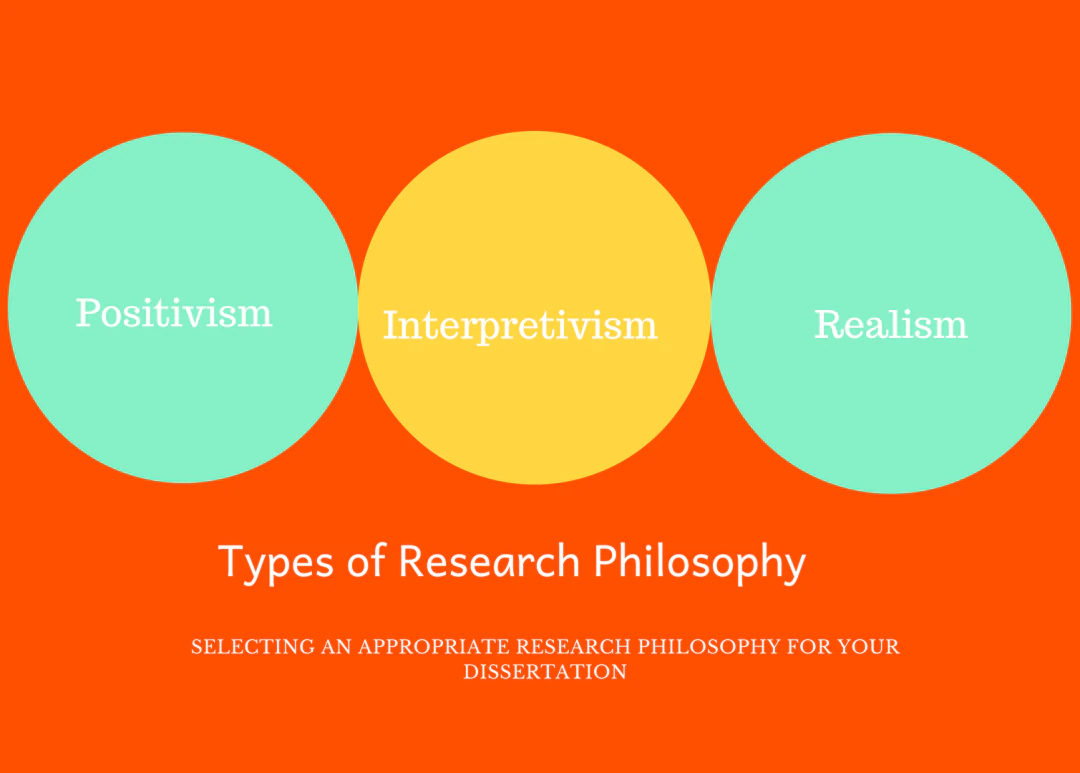 Positivism
Interpretivism
Realism
Types of Research Philosophy
SELECTING AN APPROPRIATE RESEARCH PHILOSOPHY FOR YOUR
DISSERTATION